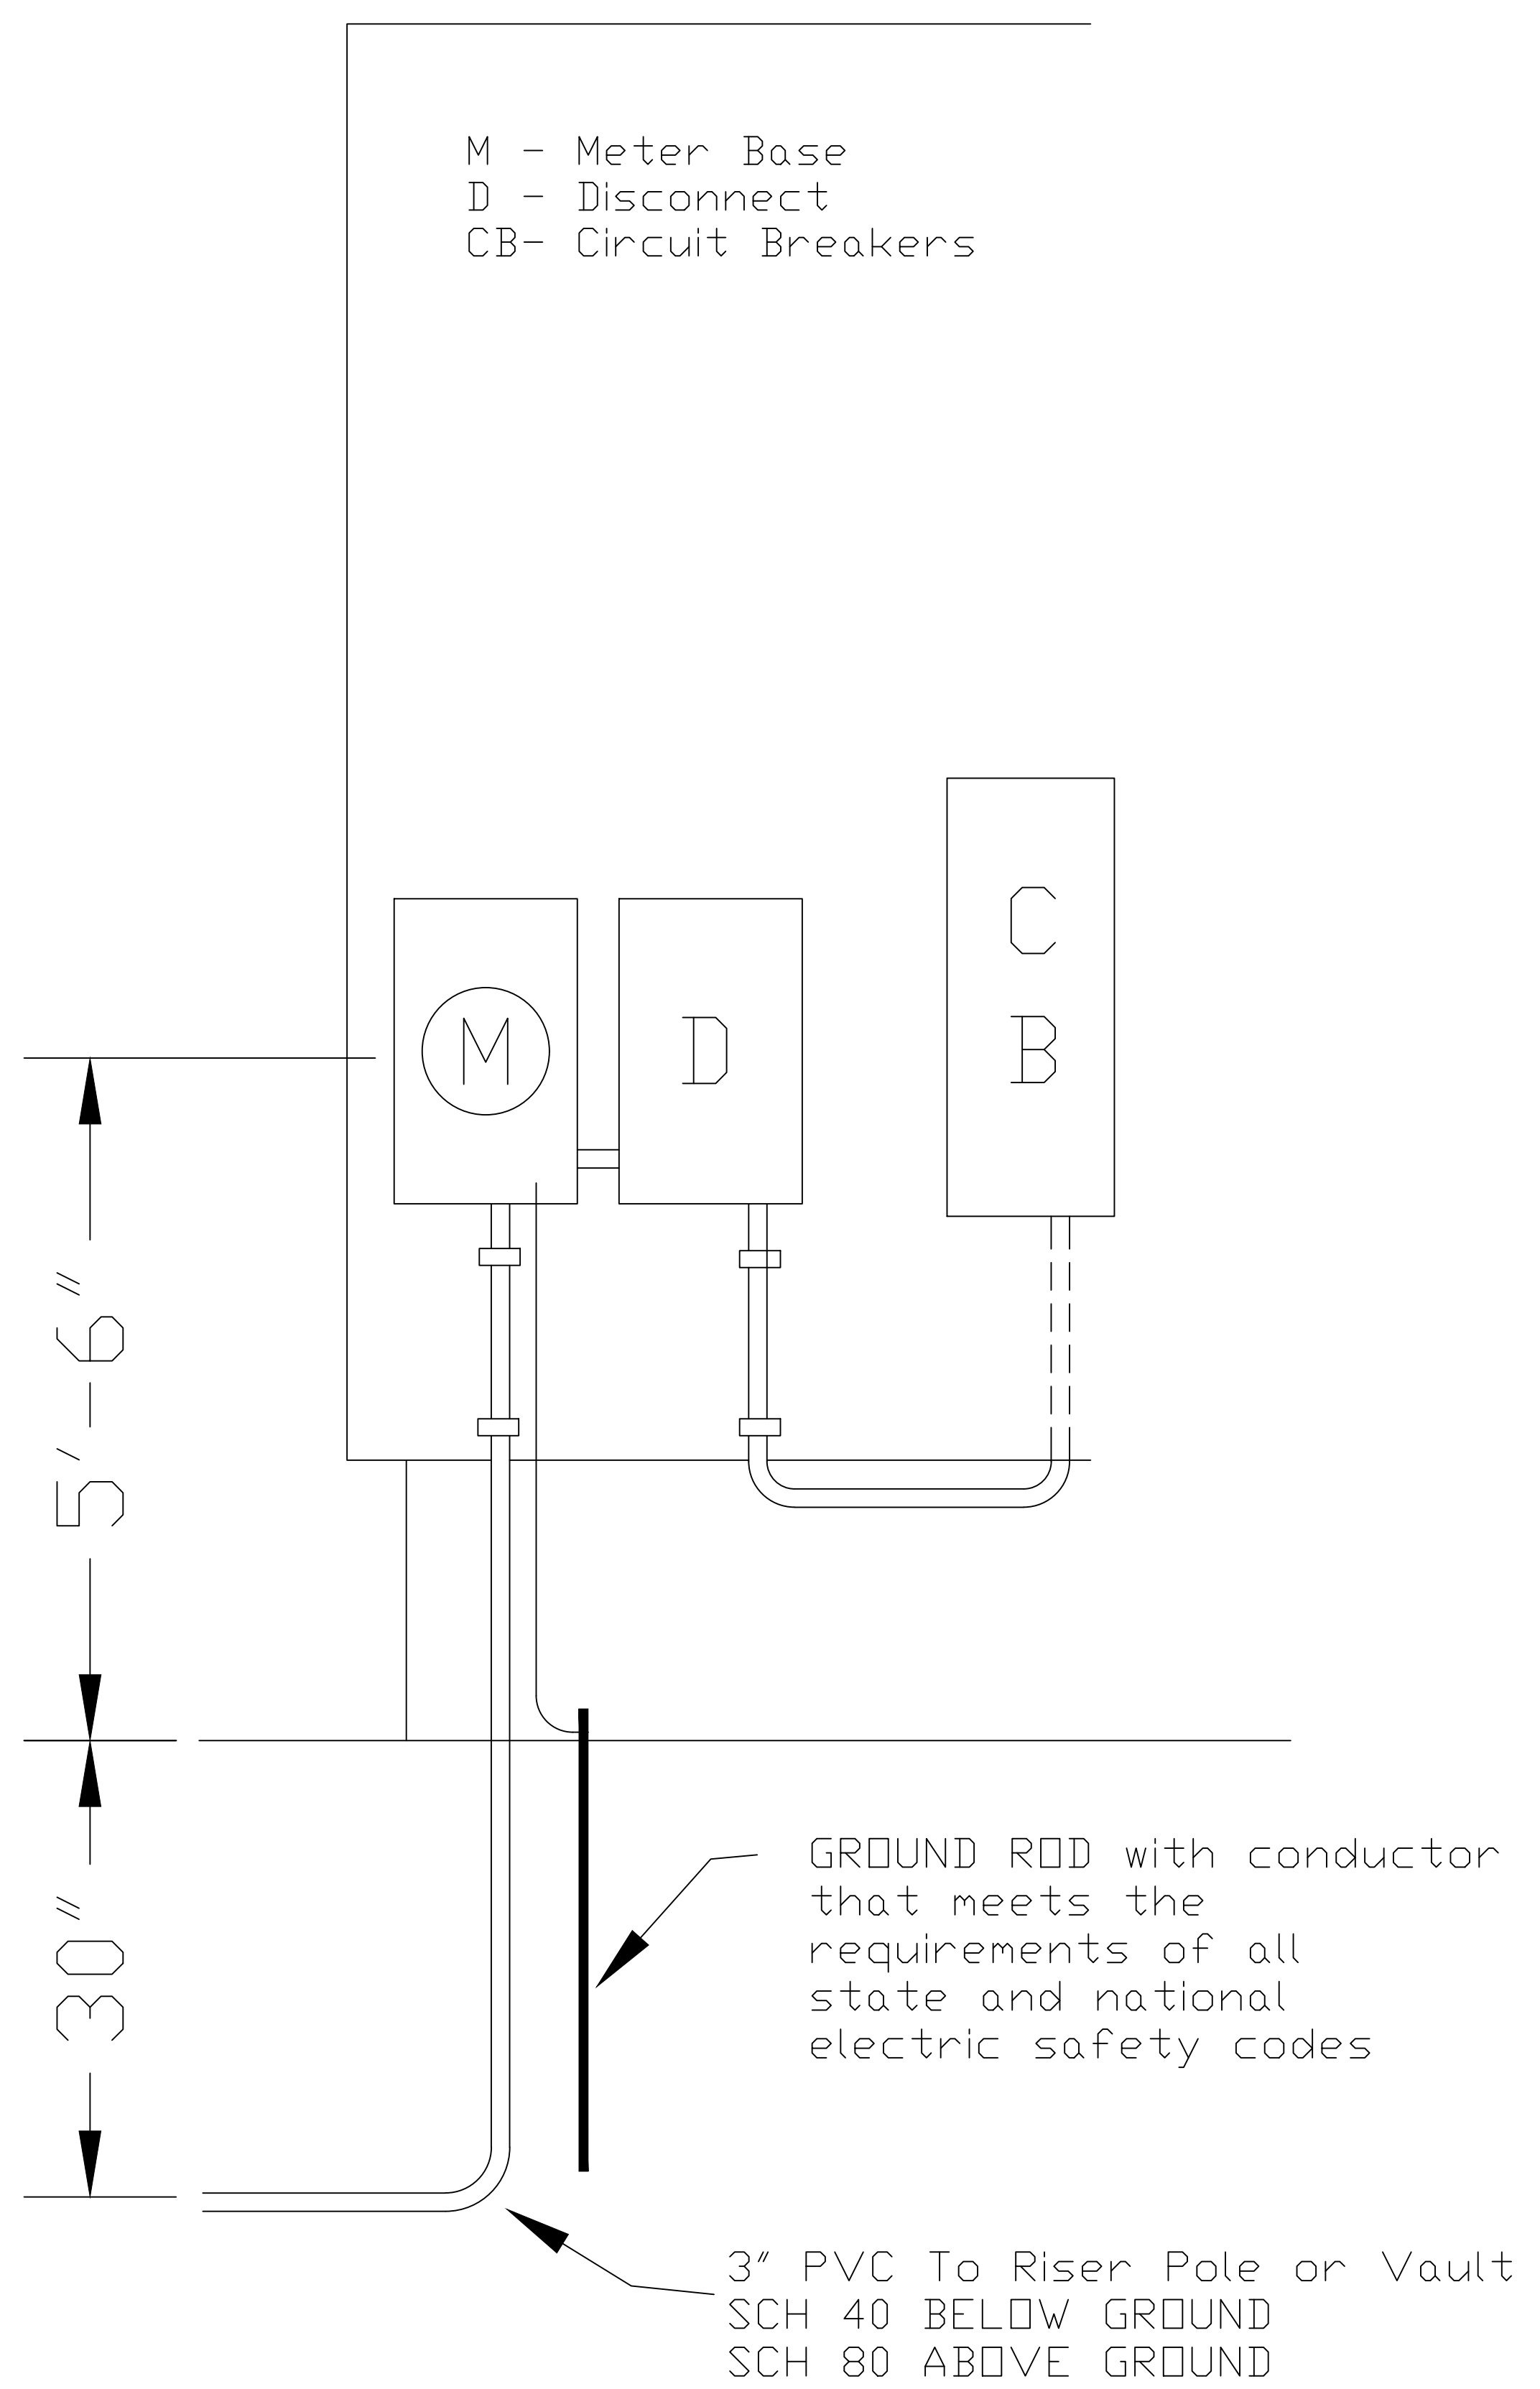 M - Meter Base
D - Disconnect
CB- Circuit Breakers
C
B
M
D
5'-6"
30"
GROUND ROD with conductor
that meets the
requirements of all
state and national
electric safety codes
3" PVC To Riser Pole or Vault
SCH 40 BELOW GROUND
SCH 80 ABOVE GROUND